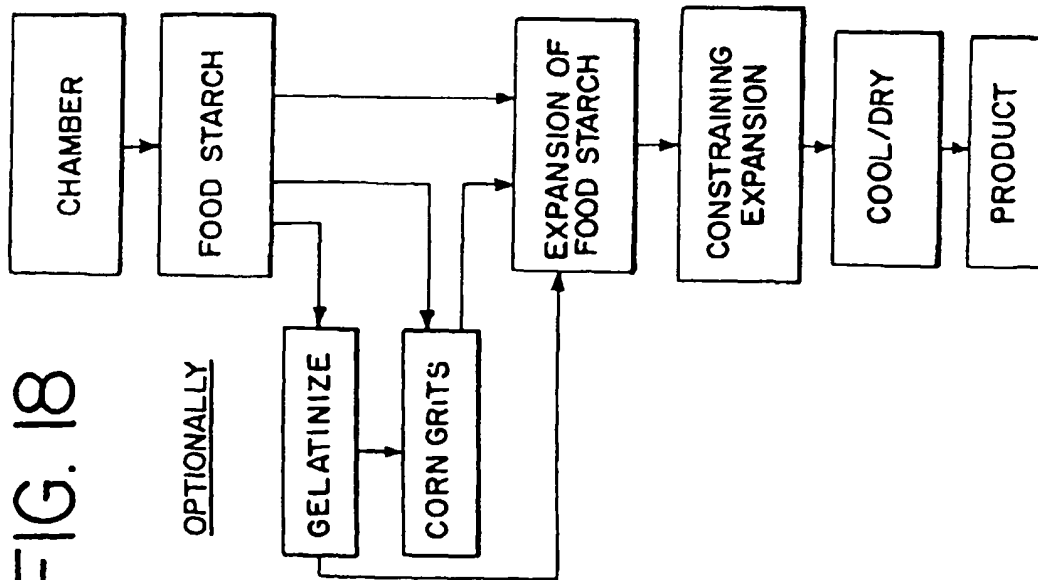 FIG. 18
CHAMBER
FOOD STARCH
OPTIONALLY
GELATINIZE
CORN GRITS
EXPANSION OF
FOOD STARCH
CONSTRAINING
EXPANSION
COOL/DRY
PRODUCT